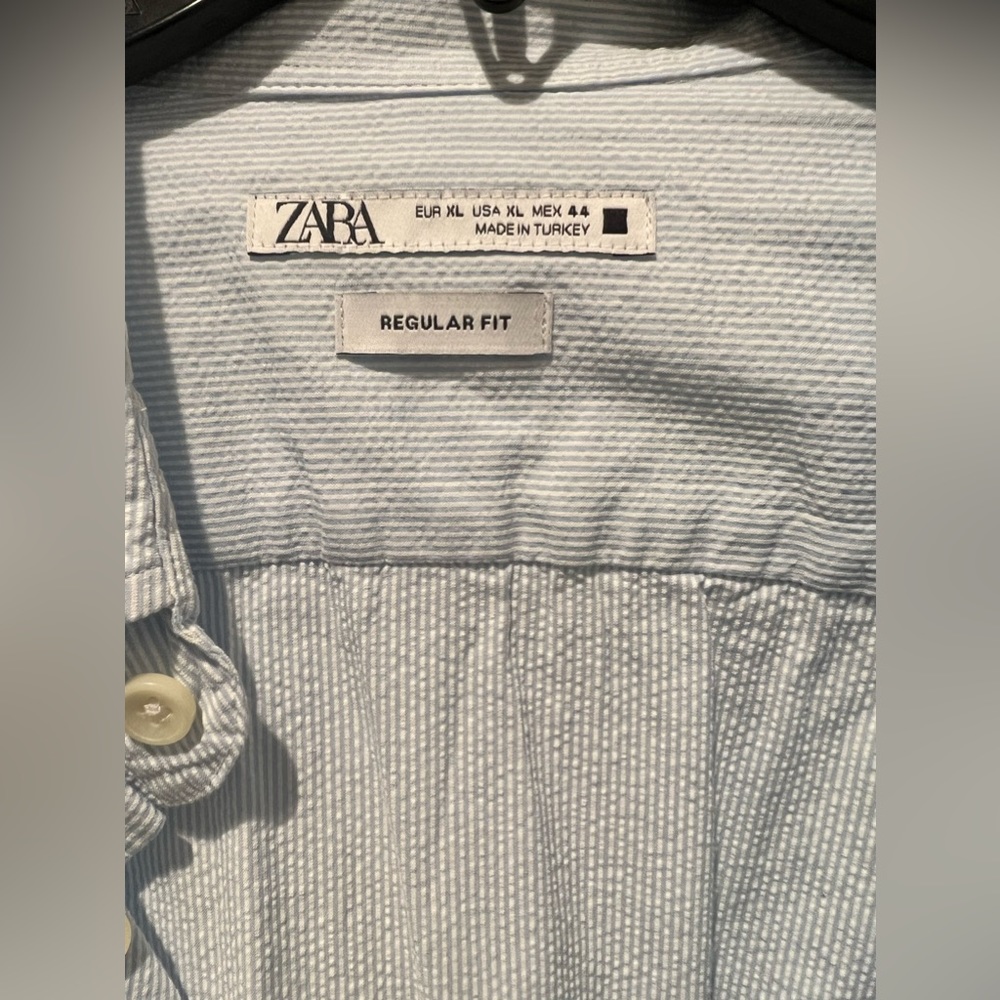 ZARA
EUR XL USA XL MEX 44
MADE IN TURKEY
REGULAR FIT